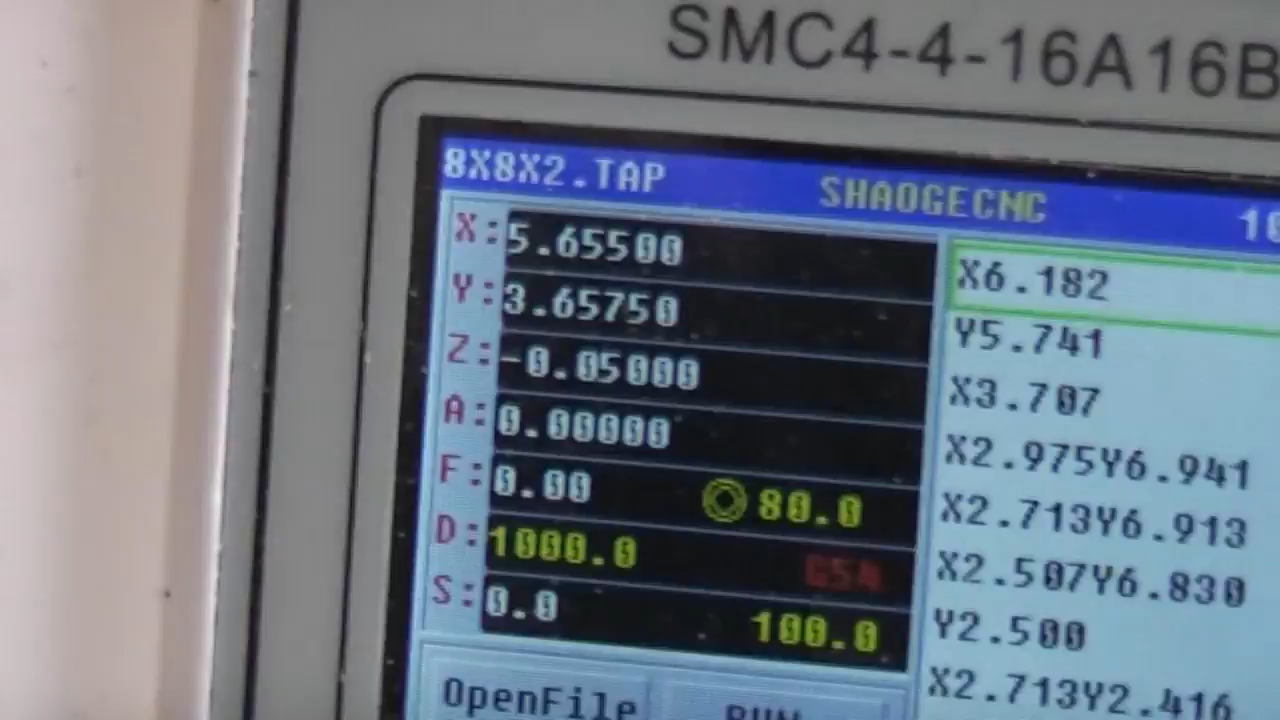 SMC4-4-16A16B
8X8X2.TAP SHAOGECNC 10
X:5.65500
Y:3.65750
Z:-0.05000
A:0.00000
F:0.00 80.0
D:1000.0 G54
S:0.0 100.0
X6.182
Y5.741
X3.707
X2.975Y6.941
X2.713Y6.913
X2.507Y6.830
Y2.500
X2.713Y2.416
OpenFile RUN